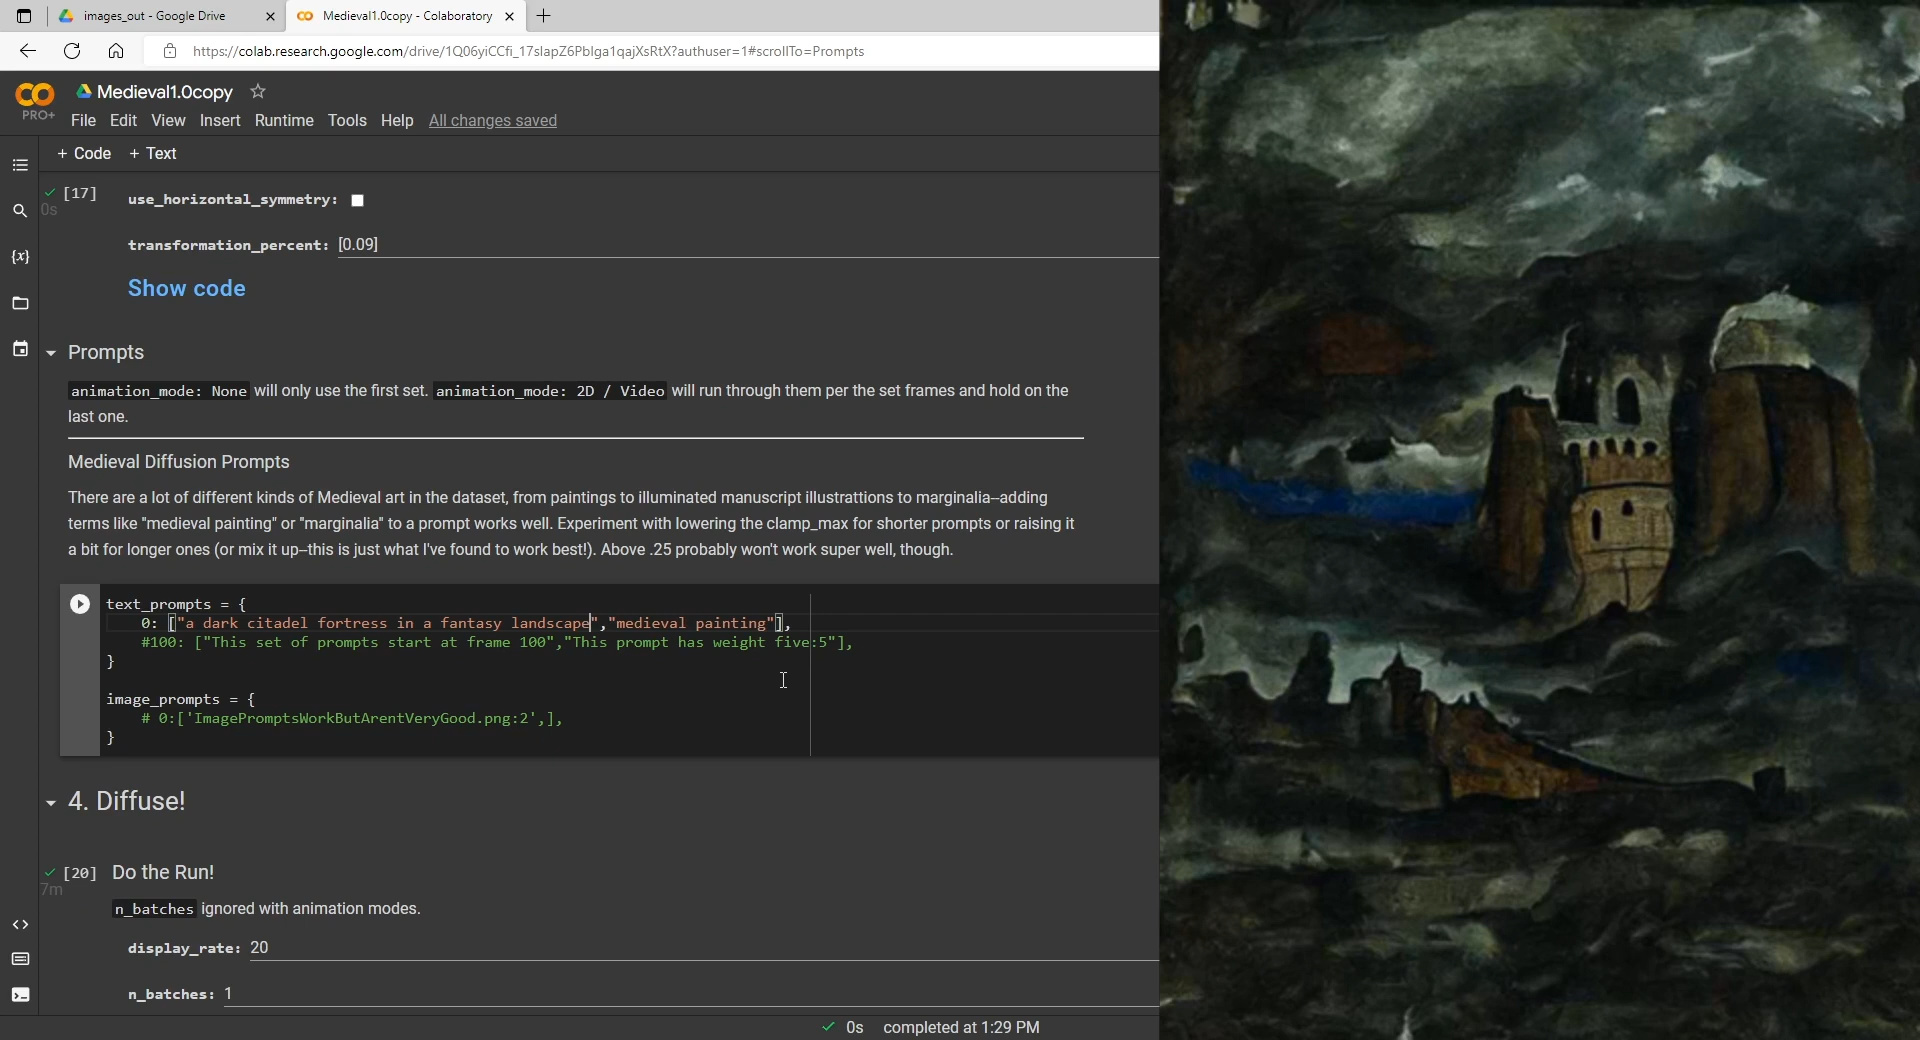 images_out - Google Drive
Medieval1.0copy - Colaboratory
https://colab.research.google.com/drive/1Q06yiCCfi_17slapZ6Pblga1qajXsRtX?authuser=1#scrollTo=Prompts
Medieval1.0copy
PRO+
File Edit View Insert Runtime Tools Help All changes saved
+ Code + Text
[17] use_horizontal_symmetry:
0s
transformation_percent: [0.09]
Show code
{x}
Prompts
animation_mode: None will only use the first set. animation_mode: 2D / Video will run through them per the set frames and hold on the
last one.
Medieval Diffusion Prompts
There are a lot of different kinds of Medieval art in the dataset, from paintings to illuminated manuscript illustrattions to marginalia--adding
terms like "medieval painting" or "marginalia" to a prompt works well. Experiment with lowering the clamp_max for shorter prompts or raising it
a bit for longer ones (or mix it up--this is just what I've found to work best!). Above .25 probably won't work super well, though.
text_prompts = {
0: ["a dark citadel fortress in a fantasy landscape","medieval painting"],
#100: ["This set of prompts start at frame 100","This prompt has weight five:5"],
}
image_prompts = {
# 0:['ImagePromptsWorkButArentVeryGood.png:2',],
}
4. Diffuse!
[20] Do the Run!
7m
n_batches ignored with animation modes.
display_rate: 20
n_batches: 1
0s completed at 1:29 PM